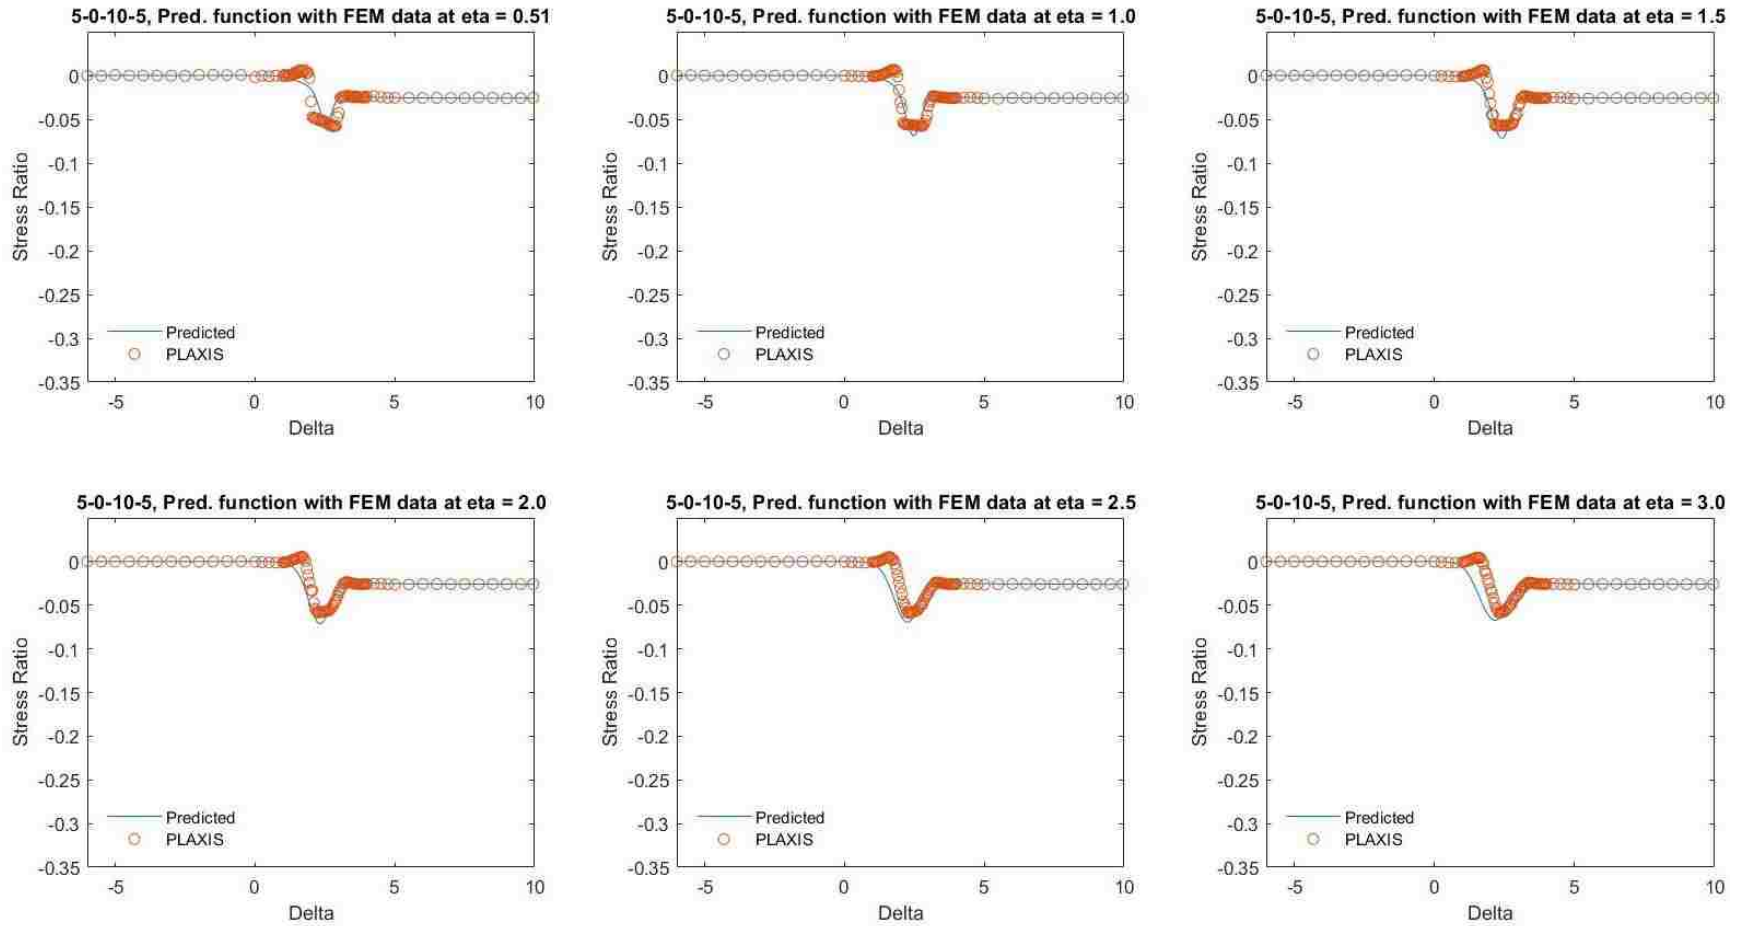 5-0-10-5, Pred. function with FEM data at eta = 0.51
0
-0.05
-0.1
-0.15
-0.2
-0.25
-0.3
-0.35
Stress Ratio
Predicted
PLAXIS
-5 0 5 10
Delta
5-0-10-5, Pred. function with FEM data at eta = 1.0
0
-0.05
-0.1
-0.15
-0.2
-0.25
-0.3
-0.35
Stress Ratio
Predicted
PLAXIS
-5 0 5 10
Delta
5-0-10-5, Pred. function with FEM data at eta = 1.5
0
-0.05
-0.1
-0.15
-0.2
-0.25
-0.3
-0.35
Stress Ratio
Predicted
PLAXIS
-5 0 5 10
Delta
5-0-10-5, Pred. function with FEM data at eta = 2.0
0
-0.05
-0.1
-0.15
-0.2
-0.25
-0.3
-0.35
Stress Ratio
Predicted
PLAXIS
-5 0 5 10
Delta
5-0-10-5, Pred. function with FEM data at eta = 2.5
0
-0.05
-0.1
-0.15
-0.2
-0.25
-0.3
-0.35
Stress Ratio
Predicted
PLAXIS
-5 0 5 10
Delta
5-0-10-5, Pred. function with FEM data at eta = 3.0
0
-0.05
-0.1
-0.15
-0.2
-0.25
-0.3
-0.35
Stress Ratio
Predicted
PLAXIS
-5 0 5 10
Delta